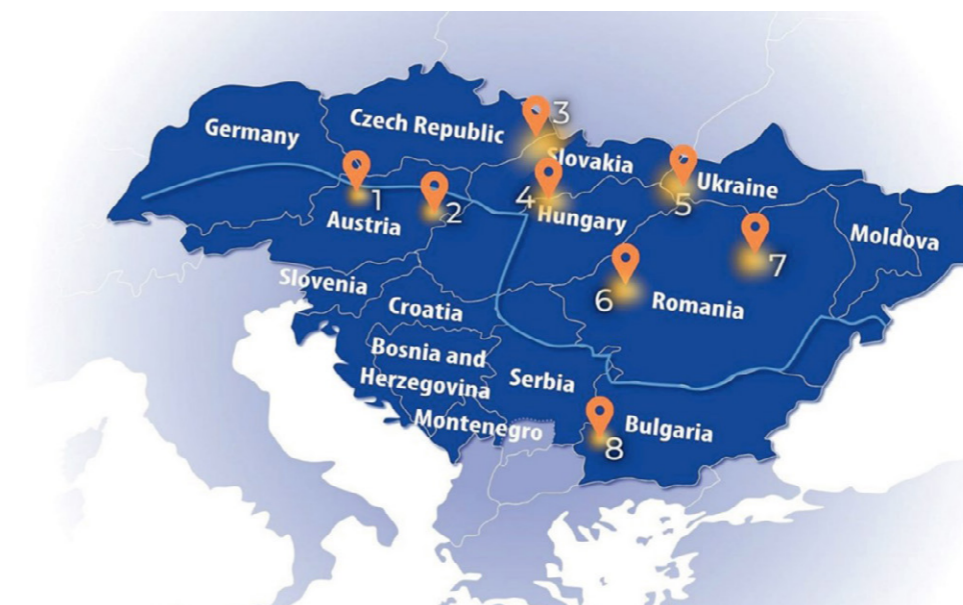 Germany
Czech Republic
3
Slovakia
Ukraine
1
2
4
5
Austria
Hungary
7
Moldova
Slovenia
6
Romania
Croatia
Bosnia and
Herzegovina
Serbia
Montenegro
Bulgaria
8